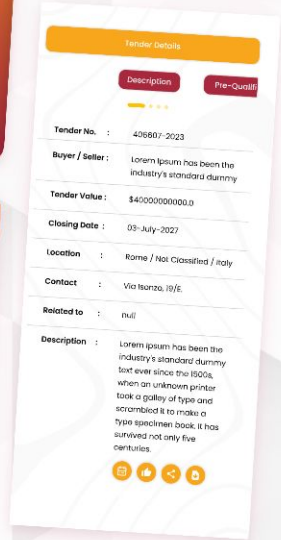 Tender Details
Description Pre-Qualifi
Tender No. : 406607-2023
Buyer / Seller : Lorem Ipsum has been the
industry's standard dummy
Tender Value : $40000000000.0
Closing Date : 03-July-2027
Location : Rome / Not Classified / Italy
Contact : Via Isonzo, 19/E,
Related to : null
Description : Lorem Ipsum has been the
industry's standard dummy
text ever since the 1500s,
when an unknown printer
took a galley of type and
scrambled it to make a
type specimen book. It has
survived not only five
centuries.